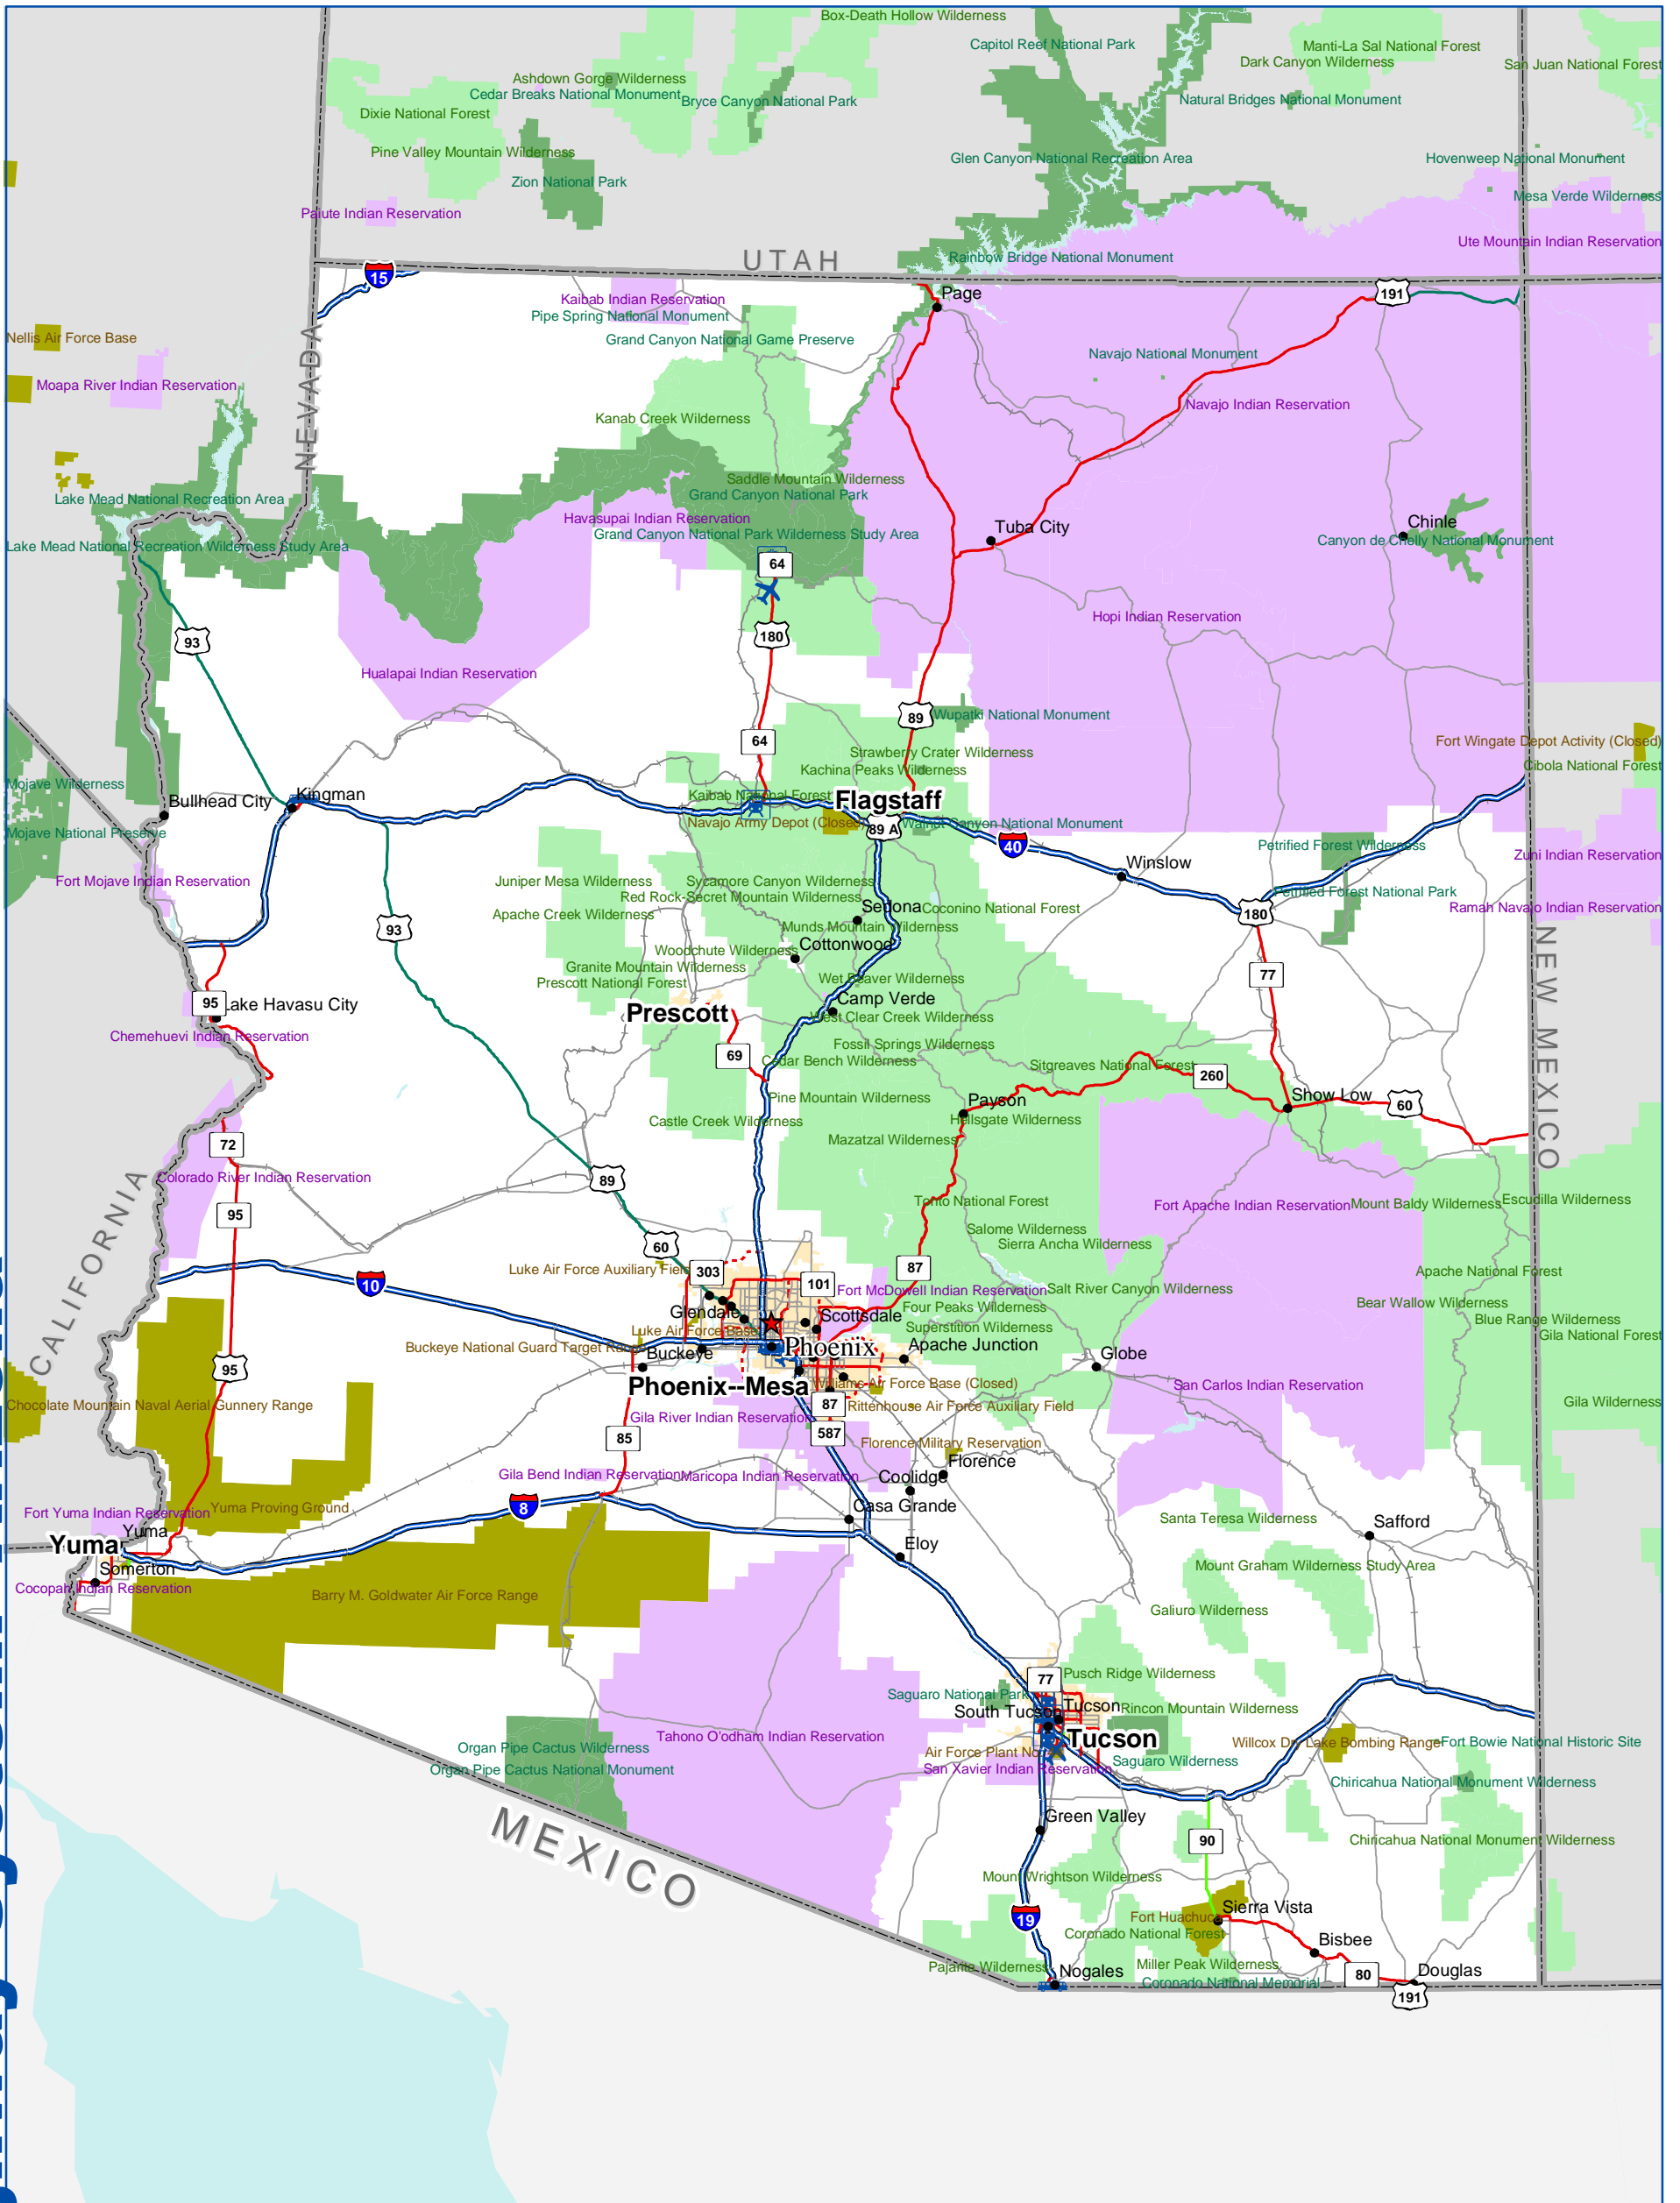 Box-Death Hollow Wilderness
Capitol Reef National Park
Manti-La Sal National Forest
Dark Canyon Wilderness
San Juan National Forest
Ashdown Gorge Wilderness
Cedar Breaks National Monument
Bryce Canyon National Park
Natural Bridges National Monument
Dixie National Forest
Pine Valley Mountain Wilderness
Glen Canyon National Recreation Area
Hovenweep National Monument
Zion National Park
Mesa Verde Wilderness
Paiute Indian Reservation
Ute Mountain Indian Reservation
UTAH
Rainbow Bridge National Monument
15
Page
191
Kaibab Indian Reservation
Pipe Spring National Monument
Nellis Air Force Base
Grand Canyon National Game Preserve
Navajo National Monument
NEVADA
Moapa River Indian Reservation
Navajo Indian Reservation
Kanab Creek Wilderness
Saddle Mountain Wilderness
Grand Canyon National Park
Lake Mead National Recreation Area
Havasupai Indian Reservation
Grand Canyon National Park Wilderness Study Area
Tuba City
Chinle
Canyon de Chelly National Monument
Lake Mead National Recreation Wilderness Study Area
64
93
180
Hopi Indian Reservation
Hualapai Indian Reservation
89
Wupatki National Monument
64
Strawberry Crater Wilderness
Fort Wingate Depot Activity (Closed)
Kachina Peaks Wilderness
Cibola National Forest
Mojave Wilderness
Bullhead City
Kingman
Kaibab National Forest
Flagstaff
Mojave National Preserve
Navajo Army Depot (Closed)
89 A
Walnut Canyon National Monument
40
Petrified Forest Wilderness
Winslow
Zuni Indian Reservation
Fort Mojave Indian Reservation
Juniper Mesa Wilderness
Sycamore Canyon Wilderness
Red Rock-Secret Mountain Wilderness
Petrified Forest National Park
Apache Creek Wilderness
Sedona
Coconino National Forest
180
Ramah Navajo Indian Reservation
93
Munds Mountain Wilderness
Woodchute Wilderness
Cottonwood
Granite Mountain Wilderness
Prescott National Forest
Wet Beaver Wilderness
77
NEW MEXICO
95
Lake Havasu City
Prescott
Camp Verde
West Clear Creek Wilderness
Chemehuevi Indian Reservation
Fossil Springs Wilderness
69
Cedar Bench Wilderness
Sitgreaves National Forest
260
Pine Mountain Wilderness
Payson
Show Low
60
Castle Creek Wilderness
Hellsgate Wilderness
Mazatzal Wilderness
72
Colorado River Indian Reservation
89
CALIFORNIA
95
Tonto National Forest
Fort Apache Indian Reservation
Mount Baldy Wilderness
Escudilla Wilderness
Salome Wilderness
60
Sierra Ancha Wilderness
Luke Air Force Auxiliary Field
303
87
Apache National Forest
10
101
Fort McDowell Indian Reservation
Salt River Canyon Wilderness
Glendale
Scottsdale
Four Peaks Wilderness
Bear Wallow Wilderness
Luke Air Force Base
Superstition Wilderness
Blue Range Wilderness
Gila National Forest
Buckeye National Guard Target Range
Buckeye
Phoenix
Apache Junction
Globe
95
Phoenix--Mesa
Williams Air Force Base (Closed)
San Carlos Indian Reservation
Chocolate Mountain Naval Aerial Gunnery Range
87
Rittenhouse Air Force Auxiliary Field
Gila Wilderness
Gila River Indian Reservation
85
587
Florence Military Reservation
Florence
Gila Bend Indian Reservation
Maricopa Indian Reservation
Coolidge
8
Casa Grande
Fort Yuma Indian Reservation
Yuma Proving Ground
Santa Teresa Wilderness
Safford
Yuma
Yuma
Eloy
Somerton
Mount Graham Wilderness Study Area
Cocopah Indian Reservation
Barry M. Goldwater Air Force Range
Galiuro Wilderness
77
Pusch Ridge Wilderness
Saguaro National Park
South Tucson
Tucson
Rincon Mountain Wilderness
Tahono O'odham Indian Reservation
Tucson
Organ Pipe Cactus Wilderness
Air Force Plant No
Willcox Dry Lake Bombing Range
Fort Bowie National Historic Site
Organ Pipe Cactus National Monument
San Xavier Indian Reservation
Saguaro Wilderness
Chiricahua National Monument Wilderness
MEXICO
Green Valley
90
Chiricahua National Monument Wilderness
Mount Wrightson Wilderness
19
Fort Huachuca
Sierra Vista
Coronado National Forest
Bisbee
Pajarita Wilderness
Nogales
Miller Peak Wilderness
Coronado National Memorial
80
Douglas
191